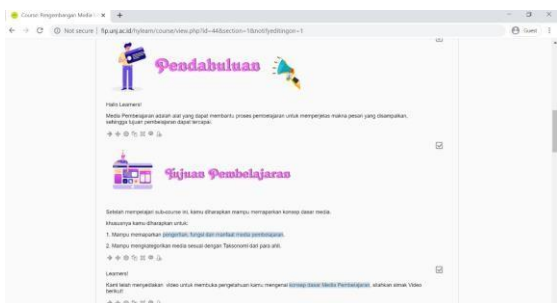 Course: Pengembangan Media
Not secure | fip.unj.ac.id/hylearn/course/view.php?id=44&section=1&notifyeditingon=1
Guest
Pendahuluan
Hallo Learners!
Media Pembelajaran adalah alat yang dapat membantu proses pembelajaran untuk memperjelas makna pesan yang disampaikan,
sehingga tujuan pembelajaran dapat tercapai.
Tujuan Pembelajaran
Setelah mempelajari subcourse ini, kamu diharapkan mampu memaparkan konsep dasar media.
khususnya kamu diharapkan untuk:
1. Mampu memaparkan pengertian, fungsi dan manfaat media pembelajaran.
2. Mampu mengkategorikan media sesuai dengan Taksonomi dari para ahli.
Learners!
Kami telah menyediakan video untuk membuka pengetahuan kamu mengenai konsep dasar Media Pembelajaran, silahkan simak Video
berikut!